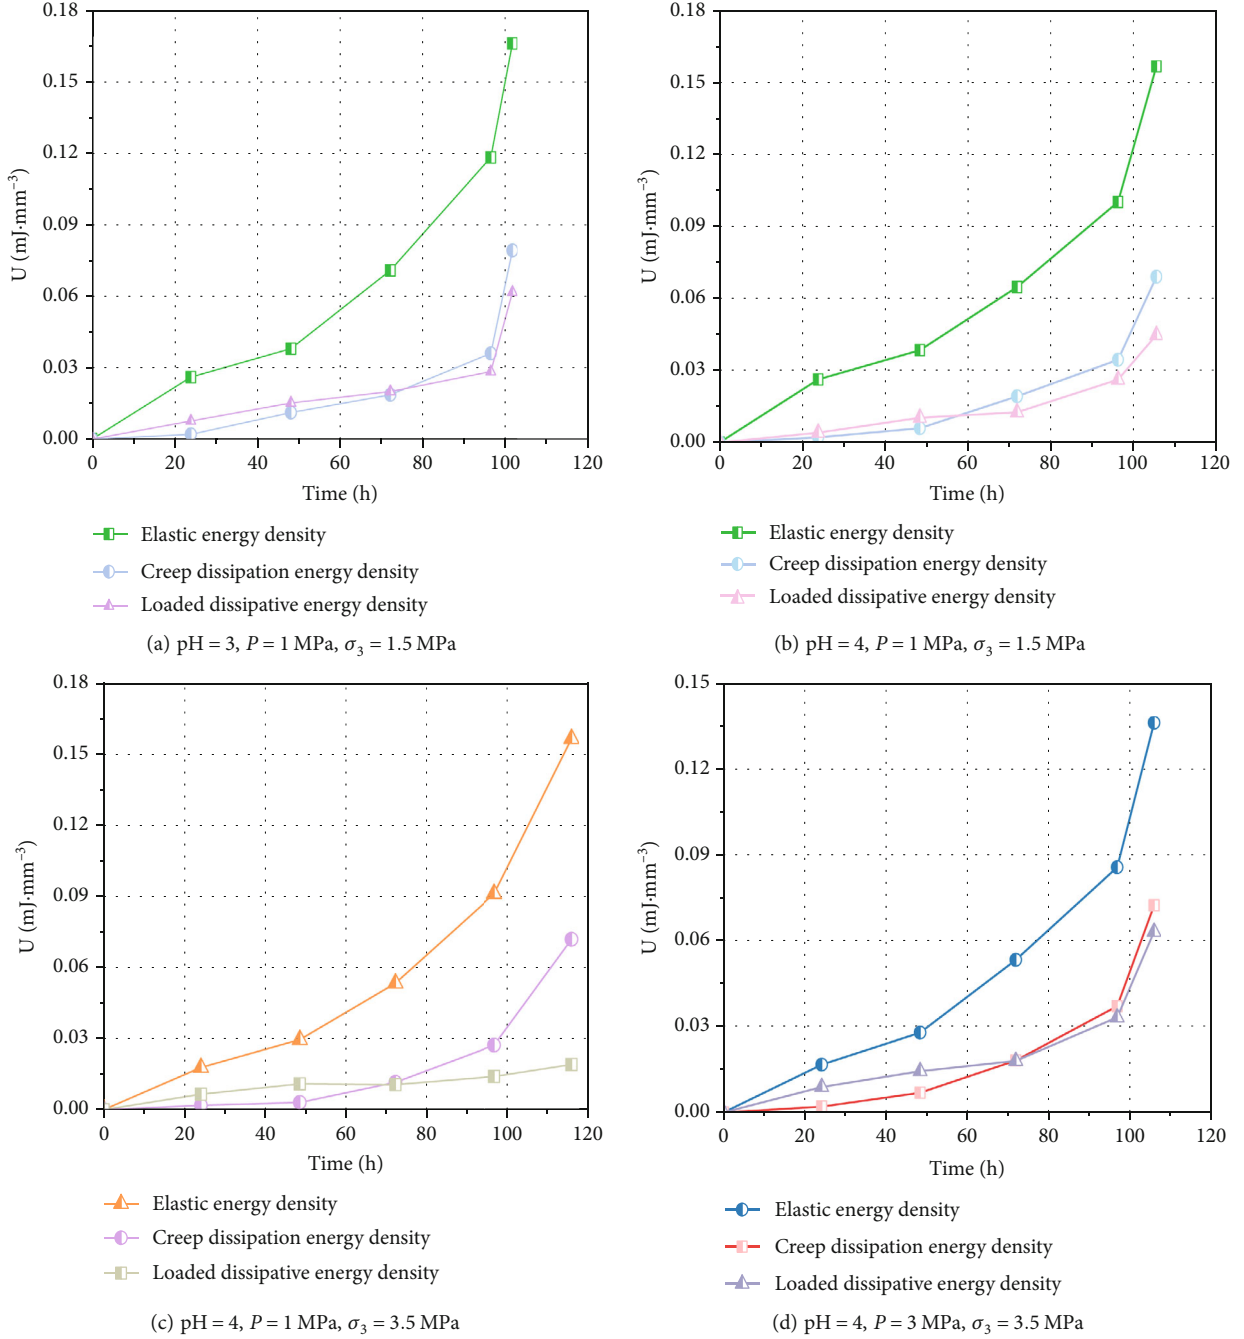 0.18
0.15
0.12
0.09
0.06
0.03
0.00
U (mJ·mm⁻³)
0 20 40 60 80 100 120
Time (h)
Elastic energy density
Creep dissipation energy density
Loaded dissipative energy density
(a) pH = 3, P = 1 MPa, σ₃ = 1.5 MPa
0.18
0.15
0.12
0.09
0.06
0.03
0.00
U (mJ·mm⁻³)
0 20 40 60 80 100 120
Time (h)
Elastic energy density
Creep dissipation energy density
Loaded dissipative energy density
(b) pH = 4, P = 1 MPa, σ₃ = 1.5 MPa
0.18
0.15
0.12
0.09
0.06
0.03
0.00
U (mJ·mm⁻³)
0 20 40 60 80 100 120
Time (h)
Elastic energy density
Creep dissipation energy density
Loaded dissipative energy density
(c) pH = 4, P = 1 MPa, σ₃ = 3.5 MPa
0.15
0.12
0.09
0.06
0.03
0.00
U (mJ·mm⁻³)
0 20 40 60 80 100 120
Time (h)
Elastic energy density
Creep dissipation energy density
Loaded dissipative energy density
(d) pH = 4, P = 3 MPa, σ₃ = 3.5 MPa